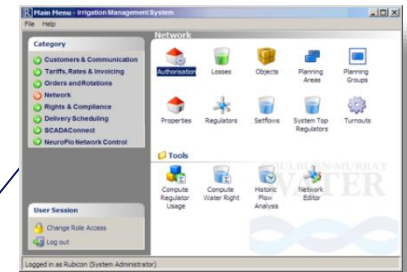 Main Menu - Irrigation Management System
File Help
Category
Customers & Communication
Tariffs, Rates & Invoicing
Orders and Rotations
Network
Rights & Compliance
Delivery Scheduling
SCADAConnect
NeuroFlo Network Control
User Session
Change Role Access
Log out
Network
Authorisation Losses Objects Planning Areas Planning Groups
Properties Regulators Setflows System Top Regulators Turnouts
Tools
Compute Regulator Usage Compute Water Right Historic Flow Analysis Network Editor
GOULBURN-MURRAY
WATER
Logged in as Rubicon (System Administrator)